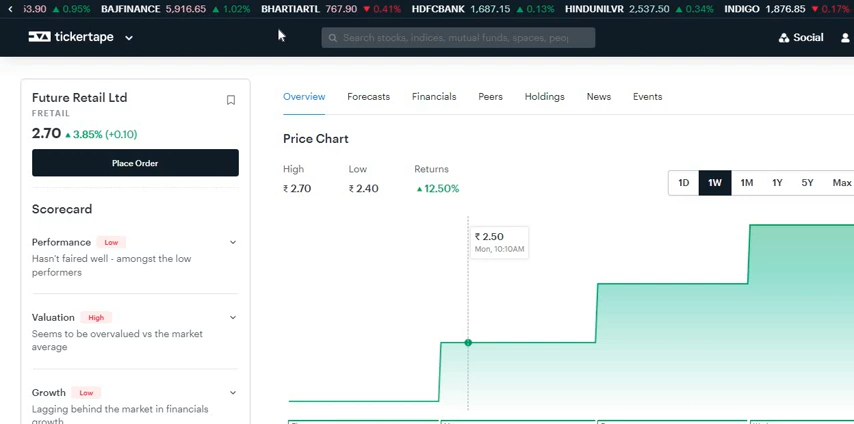 63.90 0.95% BAJFINANCE 5,916.65 1.02% BHARTIARTL 767.90 0.41% HDFCBANK 1,687.15 0.13% HINDUNILVR 2,537.50 0.34% INDIGO 1,876.85 0.17%
tickertape Search stocks, indices, mutual funds, spaces, peop Social
Future Retail Ltd
FRETAIL
2.70 3.85% (+0.10)
Place Order
Scorecard
Performance Low
Hasn't faired well - amongst the low
performers
Valuation High
Seems to be overvalued vs the market
average
Growth Low
Lagging behind the market in financials
growth
Overview Forecasts Financials Peers Holdings News Events
Price Chart
High Low Returns
₹ 2.70 ₹ 2.40 12.50%
1D 1W 1M 1Y 5Y Max
₹ 2.50
Mon, 10:10AM